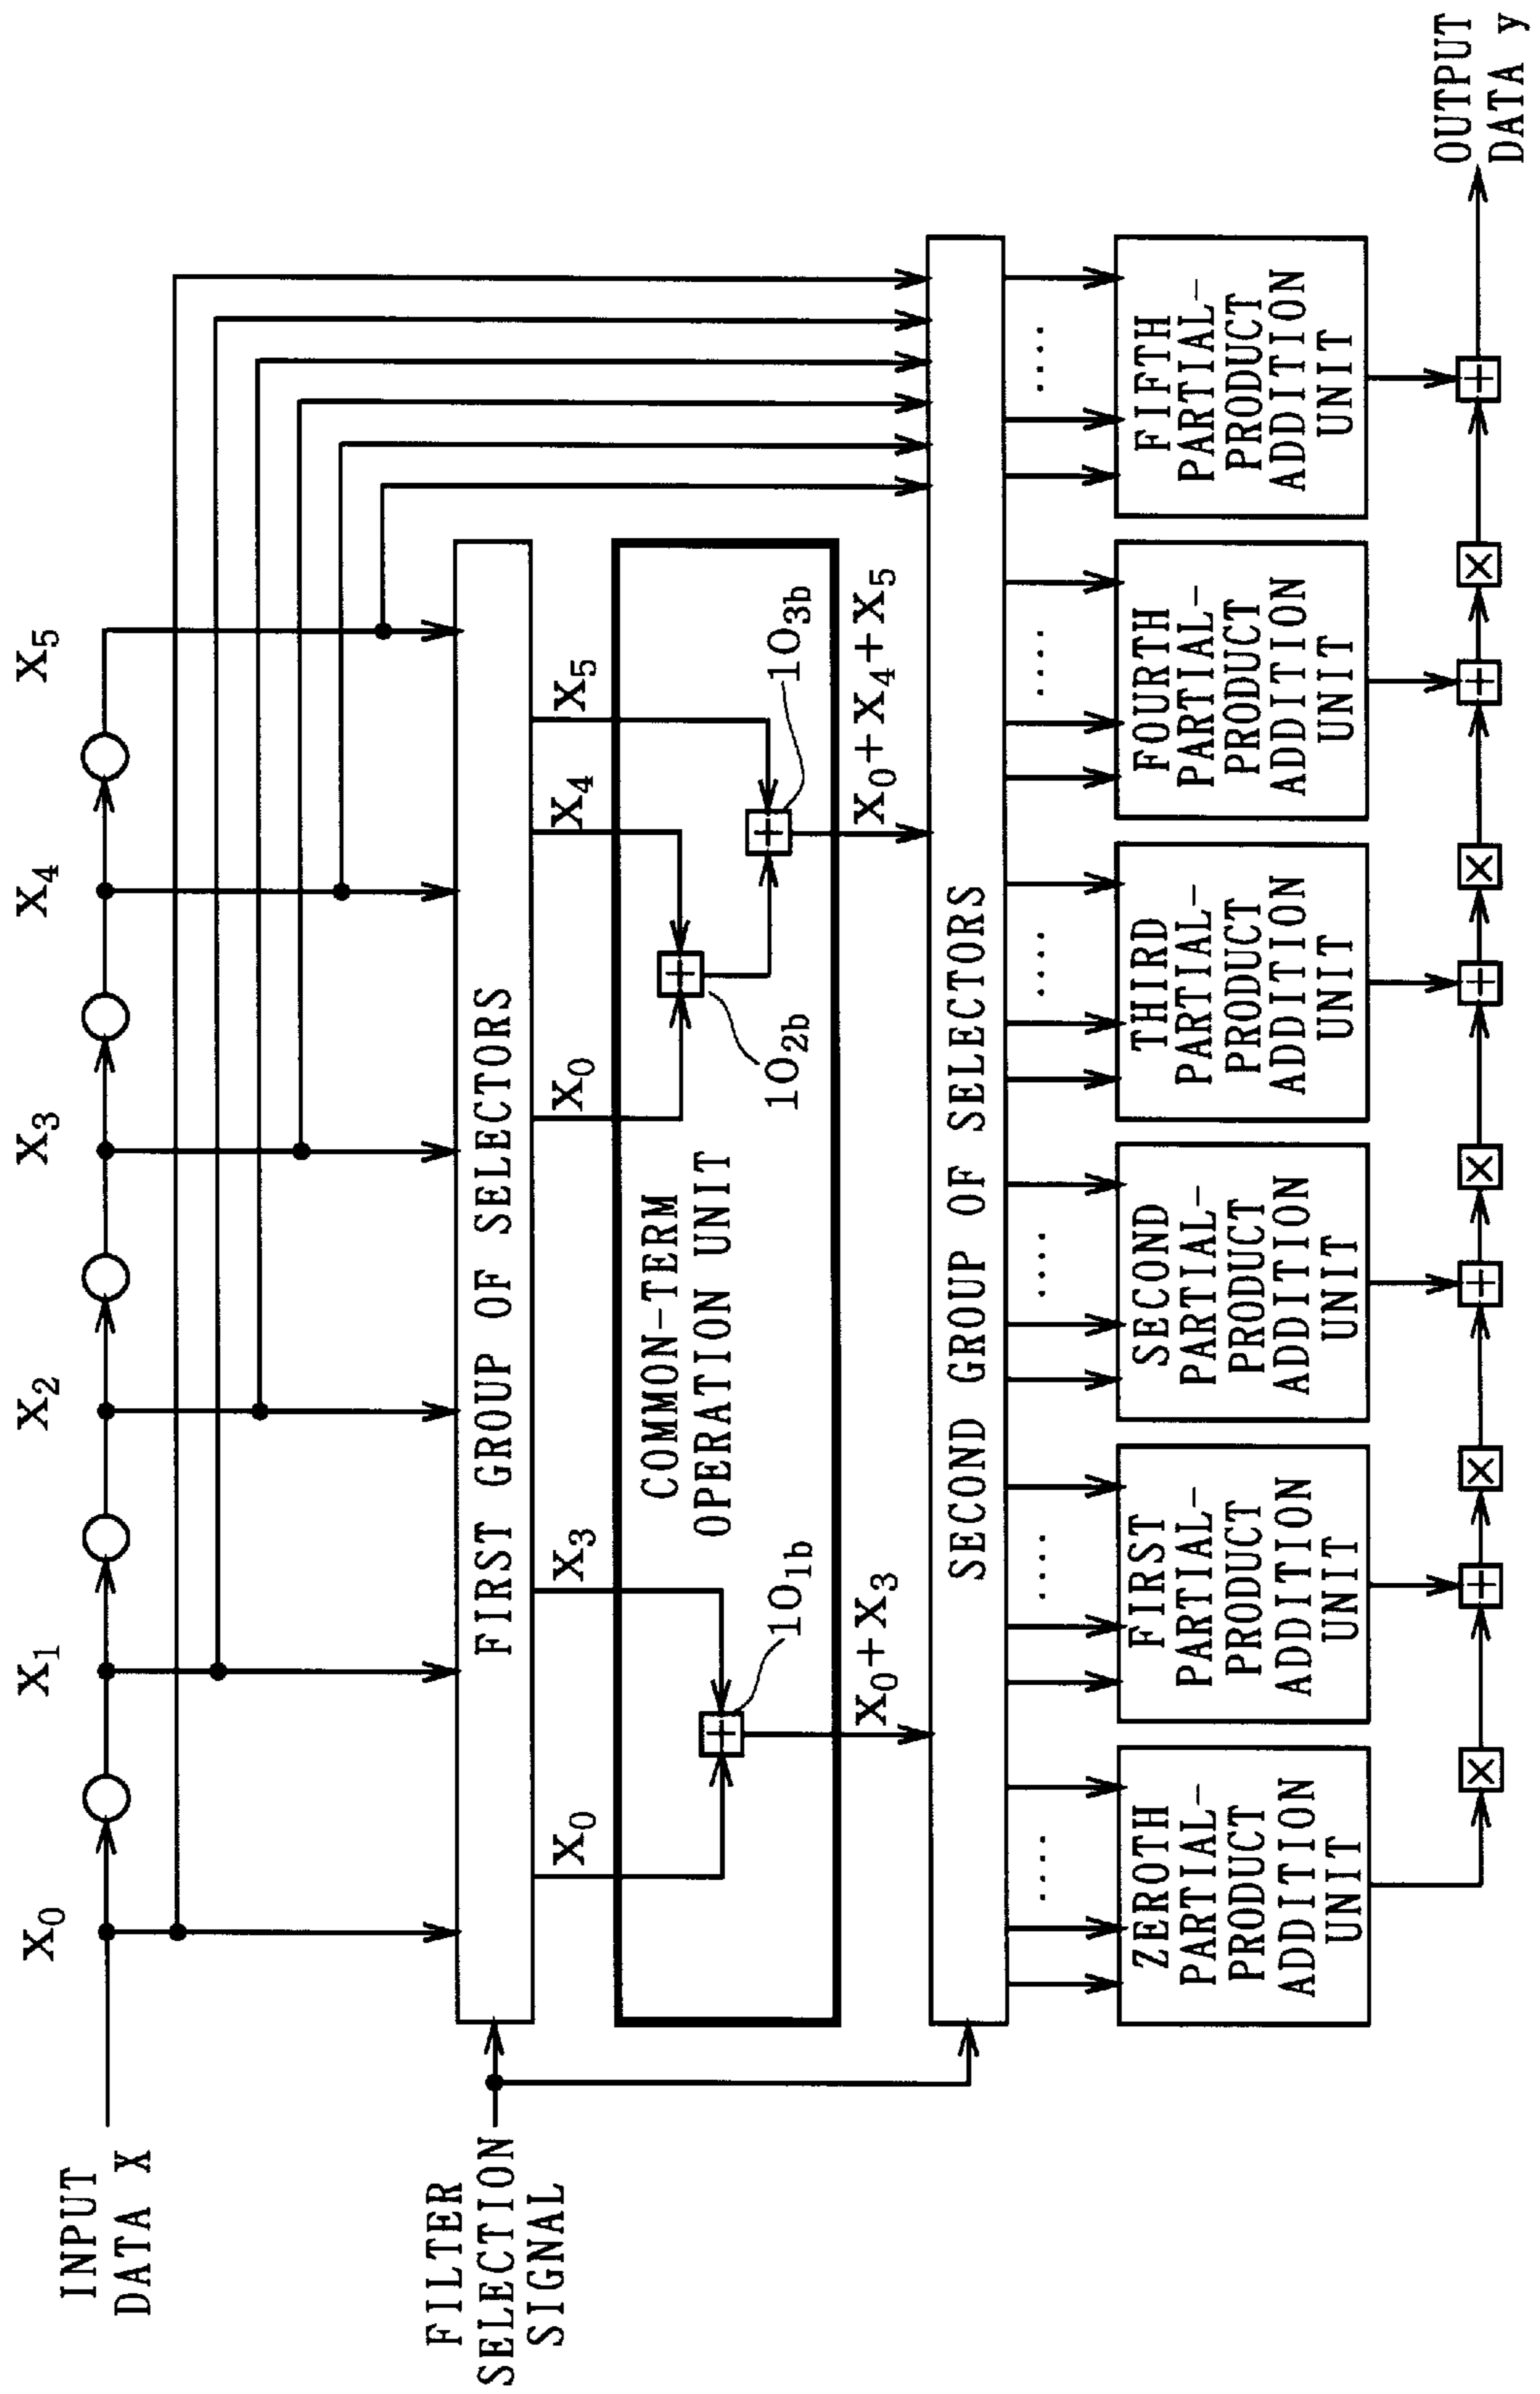 INPUT
DATA X
X0
X1
X2
X3
X4
X5
FILTER
SELECTION
SIGNAL
FIRST GROUP OF SELECTORS
X0
X3
X0
X4
X5
COMMON-TERM
OPERATION UNIT
101b
102b
103b
X0+X3
X0+X4+X5
SECOND GROUP OF SELECTORS
ZEROTH
PARTIAL-
PRODUCT
ADDITION
UNIT
FIRST
PARTIAL-
PRODUCT
ADDITION
UNIT
SECOND
PARTIAL-
PRODUCT
ADDITION
UNIT
THIRD
PARTIAL-
PRODUCT
ADDITION
UNIT
FOURTH
PARTIAL-
PRODUCT
ADDITION
UNIT
FIFTH
PARTIAL-
PRODUCT
ADDITION
UNIT
OUTPUT
DATA y